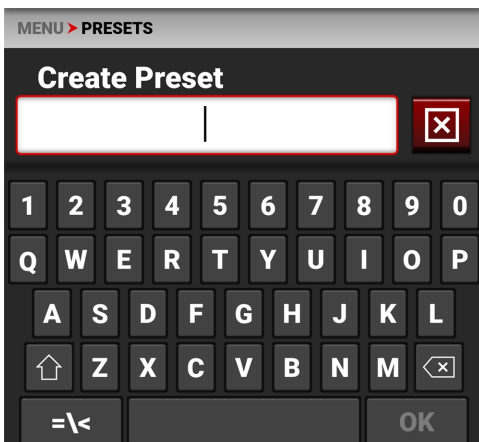 MENU > PRESETS
Create Preset
1 2 3 4 5 6 7 8 9 0
Q W E R T Y U I O P
A S D F G H J K L
Z X C V B N M
=\< OK